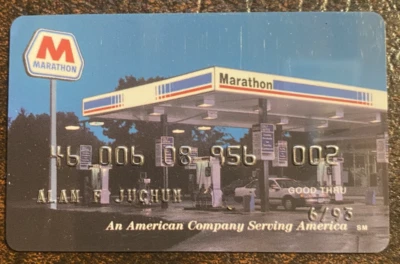 M
MARATHON
Marathon
46 006 08 956 002
ALAN F JUCHUM
GOOD THRU
6/93
An American Company Serving America SM